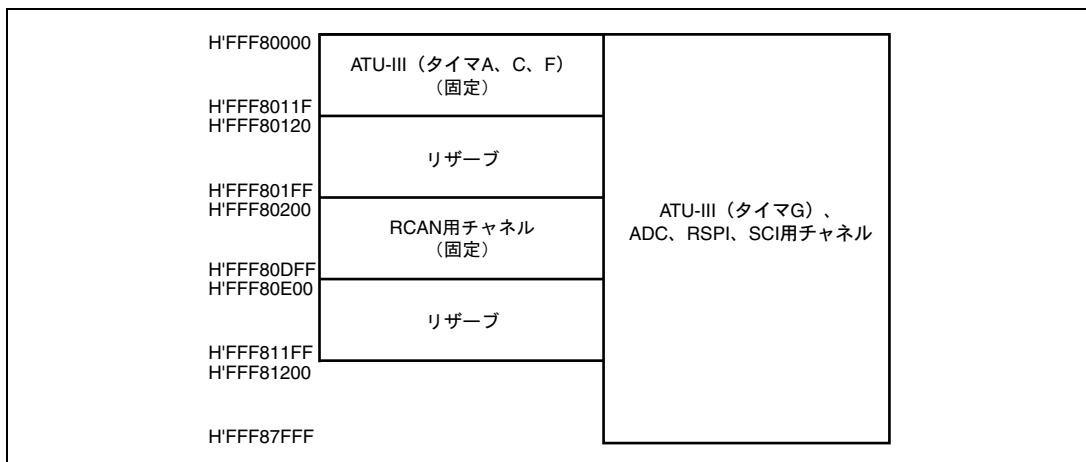 H'FFF80000
ATU-III（タイマA、C、F）
（固定）
H'FFF8011F
H'FFF80120
リザーブ
H'FFF801FF
H'FFF80200
RCAN用チャネル
（固定）
ATU-III（タイマG）、
ADC、RSPI、SCI用チャネル
H'FFF80DFF
H'FFF80E00
リザーブ
H'FFF811FF
H'FFF81200
H'FFF87FFF